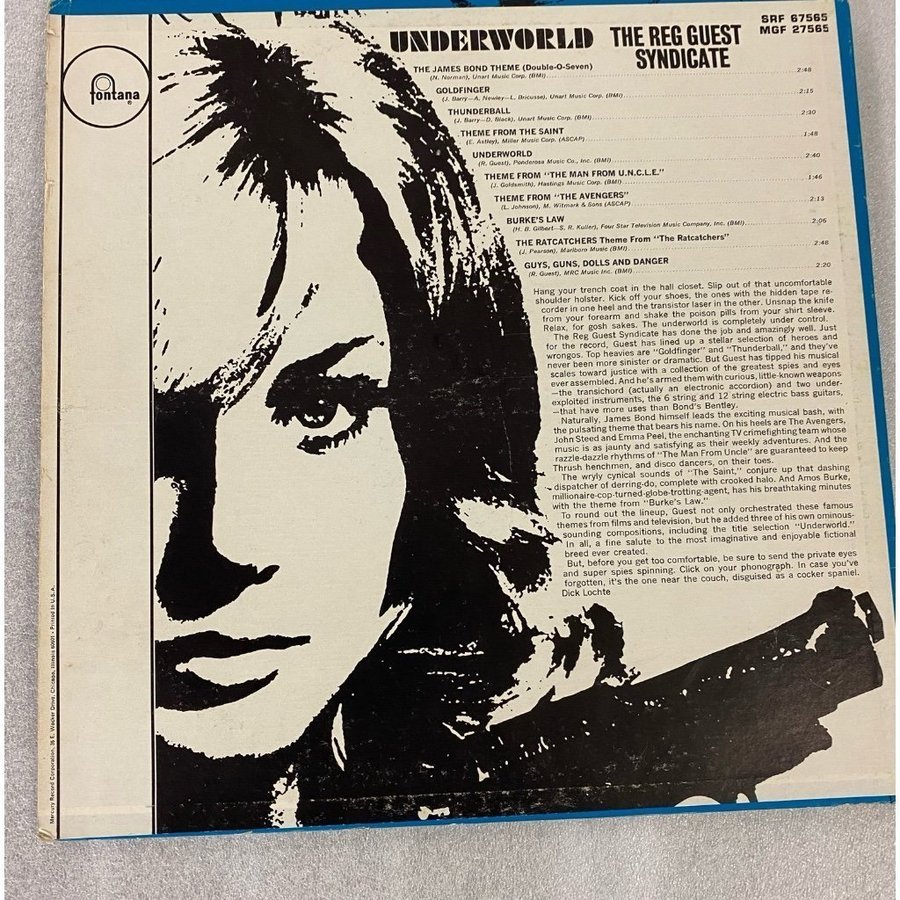 UNDERWORLD THE REG GUEST
SYNDICATE
SRF 67565
MGF 27565
fontana
®
THE JAMES BOND THEME (Double-O-Seven)
(N. Norman), Unart Music Corp. (BMI) 2:48
GOLDFINGER
(J. Barry—A. Newley—L. Bricusse), Unart Music Corp. (BMI) 2:15
THUNDERBALL
(J. Barry—D. Black), Unart Music Corp. (BMI) 2:30
THEME FROM THE SAINT
(E. Astley), Miller Music Corp. (ASCAP) 1:48
UNDERWORLD
(R. Guest), Ponderosa Music Co., Inc. (BMI) 2:40
THEME FROM "THE MAN FROM U.N.C.L.E."
(J. Goldsmith), Hastings Music Corp. (BMI) 1:46
THEME FROM "THE AVENGERS"
(L. Johnson), M. Witmark & Sons (ASCAP) 2:13
BURKE'S LAW
(H. B. Gilbert—S. R. Kuller), Four Star Television Music Company, Inc. (BMI) 2:06
THE RATCATCHERS Theme From "The Ratcatchers"
(J. Pearson), Marlboro Music (BMI) 2:48
GUYS, GUNS, DOLLS AND DANGER
(R. Guest), MRC Music Inc. (BMI) 2:20
Hang your trench coat in the hall closet. Slip out of that uncomfortable
shoulder holster. Kick off your shoes, the ones with the hidden tape re-
corder in one heel and the transistor laser in the other. Unsnap the knife
from your forearm and shake the poison pills from your shirt sleeve.
Relax, for gosh sakes. The underworld is completely under control.
The Reg Guest Syndicate has done the job and amazingly well. Just
for the record, Guest has lined up a stellar selection of heroes and
wrongos. Top heavies are "Goldfinger" and "Thunderball," and they've
never been more sinister or dramatic. But Guest has tipped his musical
scales toward justice with a collection of the greatest spies and eyes
ever assembled. And he's armed them with curious, little-known weapons
—the transichord (actually an electronic accordion) and two under-
exploited instruments, the 6 string and 12 string electric bass guitars,
—that have more uses than Bond's Bentley.
Naturally, James Bond himself leads the exciting musical bash, with
the pulsating theme that bears his name. On his heels are The Avengers,
John Steed and Emma Peel, the enchanting TV crimefighting team whose
music is as jaunty and satisfying as their weekly adventures. And the
razzle-dazzle rhythms of "The Man From Uncle" are guaranteed to keep
Thrush henchmen, and disco dancers, on their toes.
The wryly cynical sounds of "The Saint," conjure up that dashing
dispatcher of derring-do, complete with crooked halo. And Amos Burke,
millionaire-cop-turned-globe-trotting-agent, has his breathtaking minutes
with the theme from "Burke's Law."
To round out the lineup, Guest not only orchestrated these famous
themes from films and television, but he added three of his own ominous-
sounding compositions, including the title selection "Underworld."
In all, a fine salute to the most imaginative and enjoyable fictional
breed ever created.
But, before you get too comfortable, be sure to send the private eyes
and super spies spinning. Click on your phonograph. In case you've
forgotten, it's the one near the couch, disguised as a cocker spaniel.
Dick Lochte
Mercury Record Corporation, 35 E. Wacker Drive, Chicago, Illinois 60601 • Printed in U.S.A.